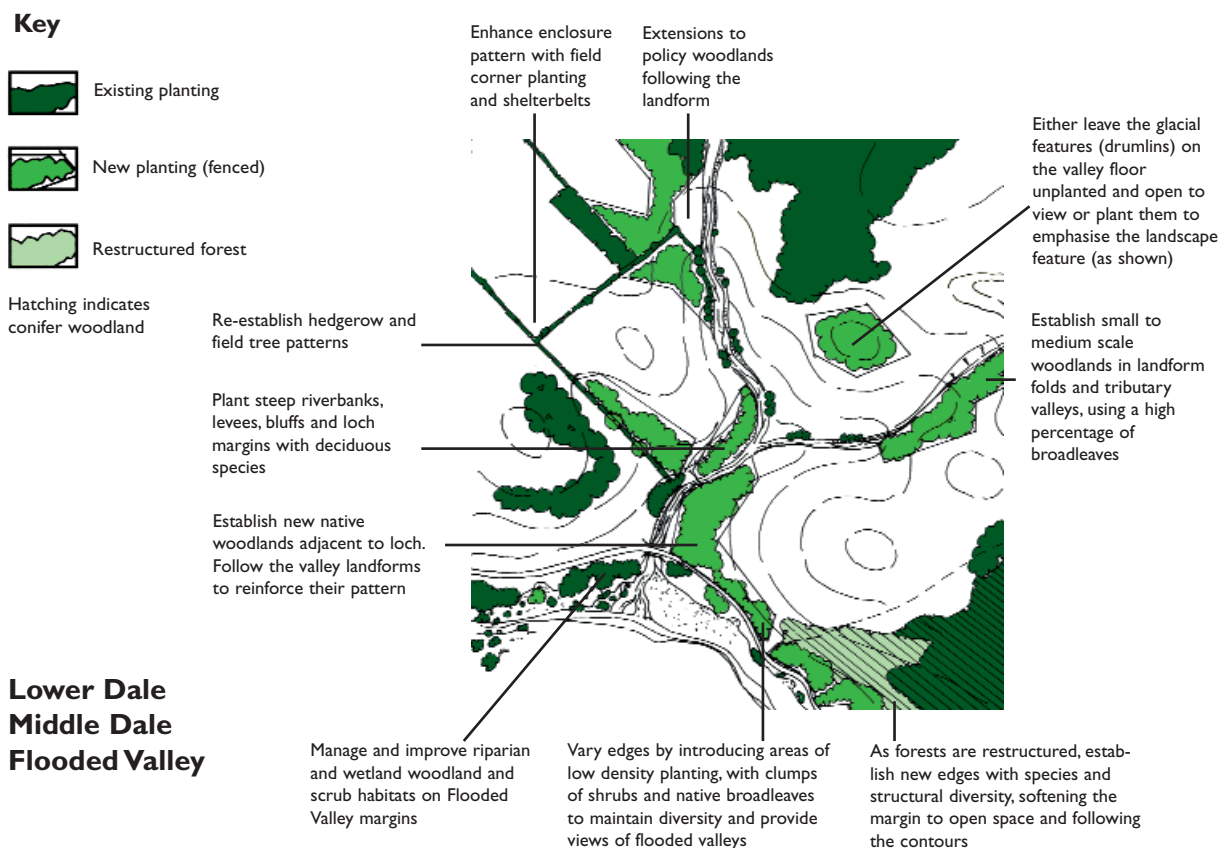 Key
Existing planting
New planting (fenced)
Restructured forest
Hatching indicates
conifer woodland
Enhance enclosure
pattern with field
corner planting
and shelterbelts
Extensions to
policy woodlands
following the
landform
Either leave the glacial
features (drumlins) on
the valley floor
unplanted and open to
view or plant them to
emphasise the landscape
feature (as shown)
Re-establish hedgerow and
field tree patterns
Establish small to
medium scale
woodlands in landform
folds and tributary
valleys, using a high
percentage of
broadleaves
Plant steep riverbanks,
levees, bluffs and loch
margins with deciduous
species
Establish new native
woodlands adjacent to loch.
Follow the valley landforms
to reinforce their pattern
Lower Dale
Middle Dale
Flooded Valley
Manage and improve riparian
and wetland woodland and
scrub habitats on Flooded
Valley margins
Vary edges by introducing areas of
low density planting, with clumps
of shrubs and native broadleaves
to maintain diversity and provide
views of flooded valleys
As forests are restructured, estab-
lish new edges with species and
structural diversity, softening the
margin to open space and following
the contours